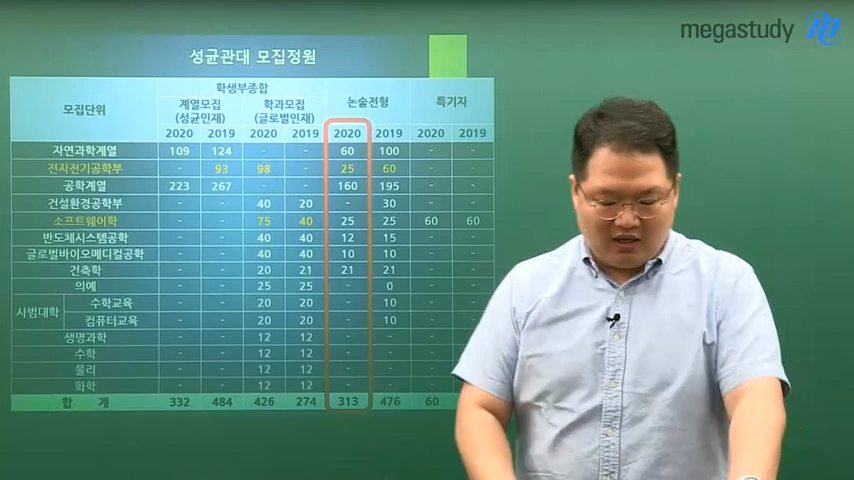 megastudy
성균관대 모집정원
모집단위 학생부종합 논술전형 특기자
계열모집 (성균인재) 학과모집 (글로벌인재)
2020 2019 2020 2019 2020 2019 2020 2019
자연과학계열 109 124 - - 60 100 - -
전자전기공학부 - 93 98 - 25 60 - -
공학계열 223 267 - - 160 195 - -
건설환경공학부 - - 40 20 - 30 - -
소프트웨어학 - - 75 40 25 25 60 60
반도체시스템공학 - - 40 40 12 15 - -
글로벌바이오메디컬공학 - - 40 40 10 10 - -
건축학 - - 20 21 21 21 - -
의예 - - 25 25 - 0 - -
사범대학 수학교육 - - 20 20 - 10 - -
컴퓨터교육 - - 20 20 - 10 - -
생명과학 - - 12 12 - - - -
수학 - - 12 12 - - - -
물리 - - 12 12 - - - -
화학 - - 12 12 - - -
합 계 332 484 426 274 313 476 60